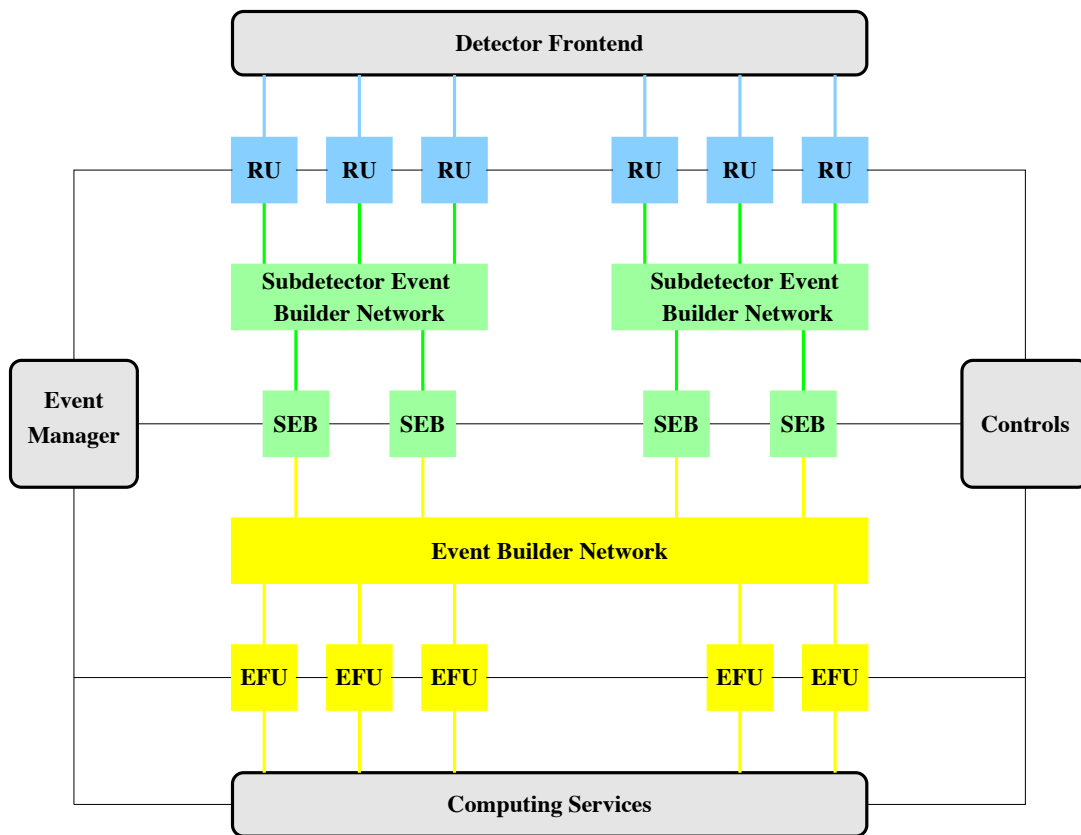 Detector Frontend
RU RU RU RU RU RU
Subdetector Event Subdetector Event
Builder Network Builder Network
Event
Manager
SEB SEB SEB SEB
Controls
Event Builder Network
EFU EFU EFU EFU EFU
Computing Services